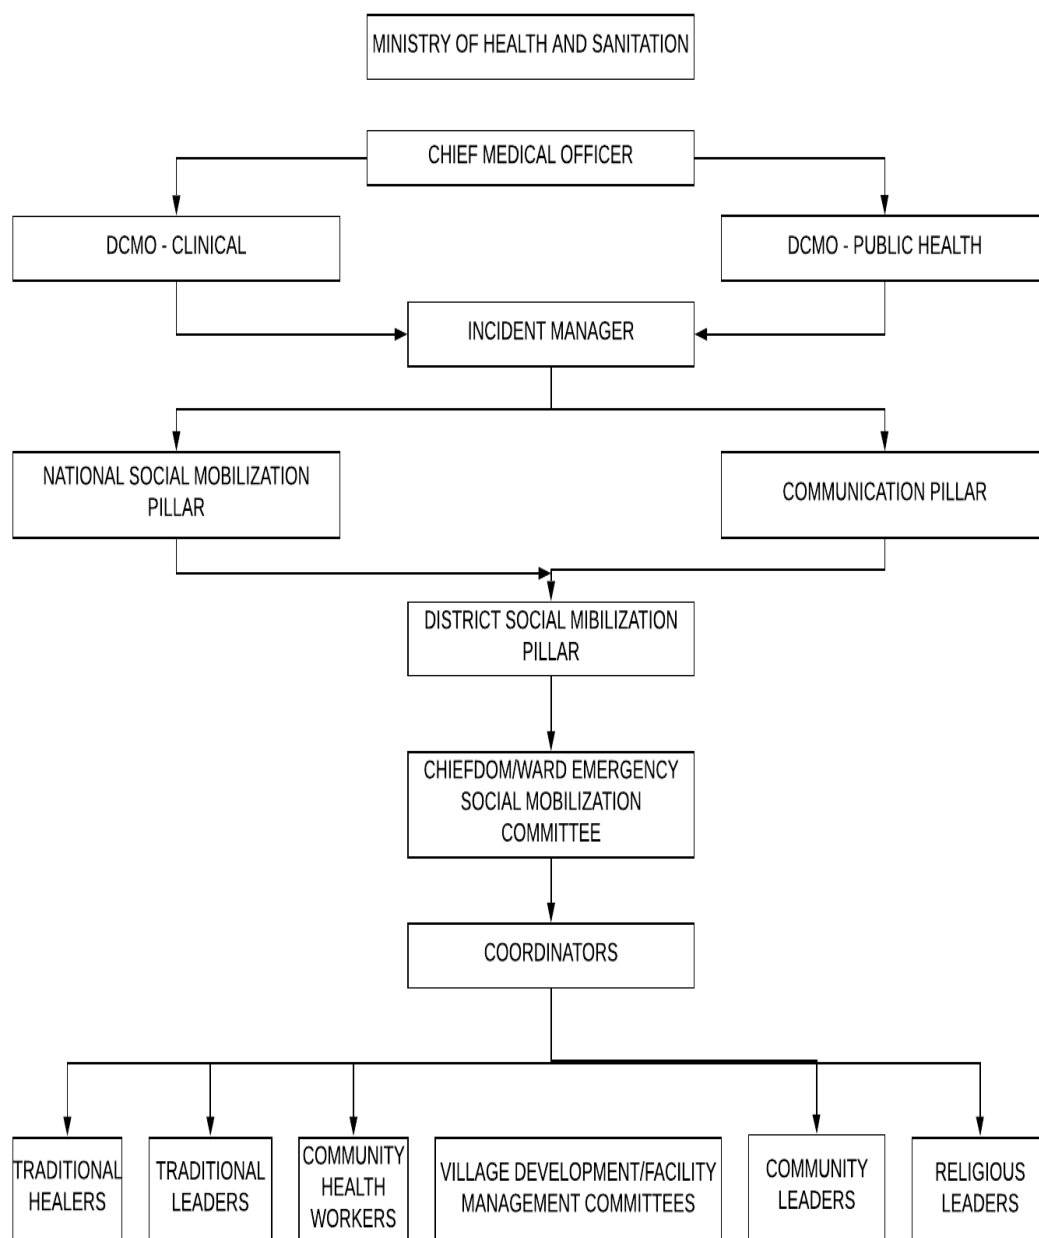 MINISTRY OF HEALTH AND SANITATION
CHIEF MEDICAL OFFICER
DCMO - CLINICAL
DCMO - PUBLIC HEALTH
INCIDENT MANAGER
NATIONAL SOCIAL MOBILIZATION
PILLAR
COMMUNICATION PILLAR
DISTRICT SOCIAL MIBILIZATION
PILLAR
CHIEFDOM/WARD EMERGENCY
SOCIAL MOBILIZATION
COMMITTEE
COORDINATORS
TRADITIONAL
HEALERS
TRADITIONAL
LEADERS
COMMUNITY
HEALTH
WORKERS
VILLAGE DEVELOPMENT/FACILITY
MANAGEMENT COMMITTEES
COMMUNITY
LEADERS
RELIGIOUS
LEADERS